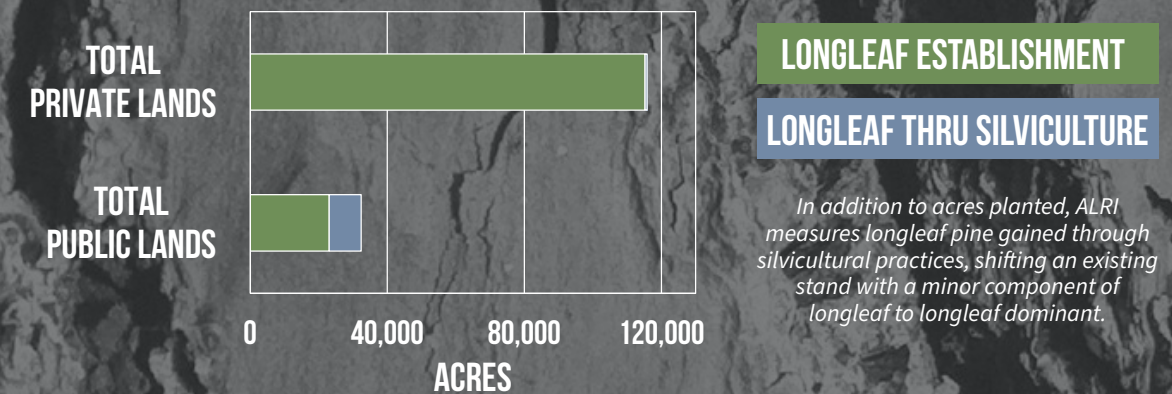 TOTAL
PRIVATE LANDS
TOTAL
PUBLIC LANDS
0
40,000
80,000
120,000
ACRES
LONGLEAF ESTABLISHMENT
LONGLEAF THRU SILVICULTURE
In addition to acres planted, ALRI
measures longleaf pine gained through
silvicultural practices, shifting an existing
stand with a minor component of
longleaf to longleaf dominant.